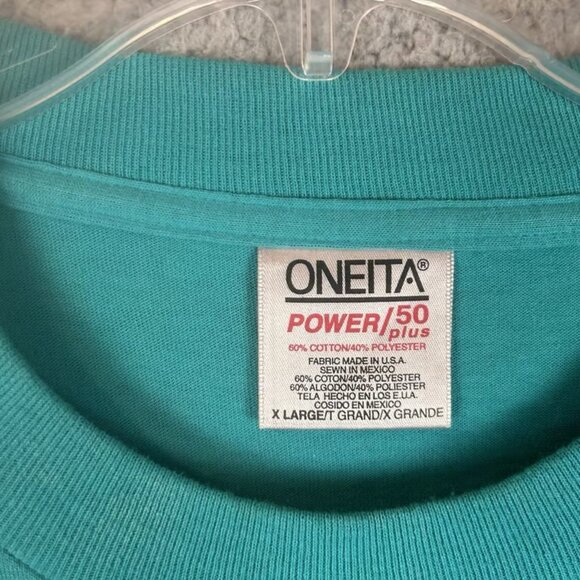 ONEITA®
POWER/50 plus
60% COTTON/40% POLYESTER
FABRIC MADE IN U.S.A.
SEWN IN MEXICO
60% COTON/40% POLYESTER
60% ALGODON/40% POLIESTER
TELA HECHO EN LOS E.U.A.
COSIDO EN MEXICO
X LARGE/T GRAND/X GRANDE